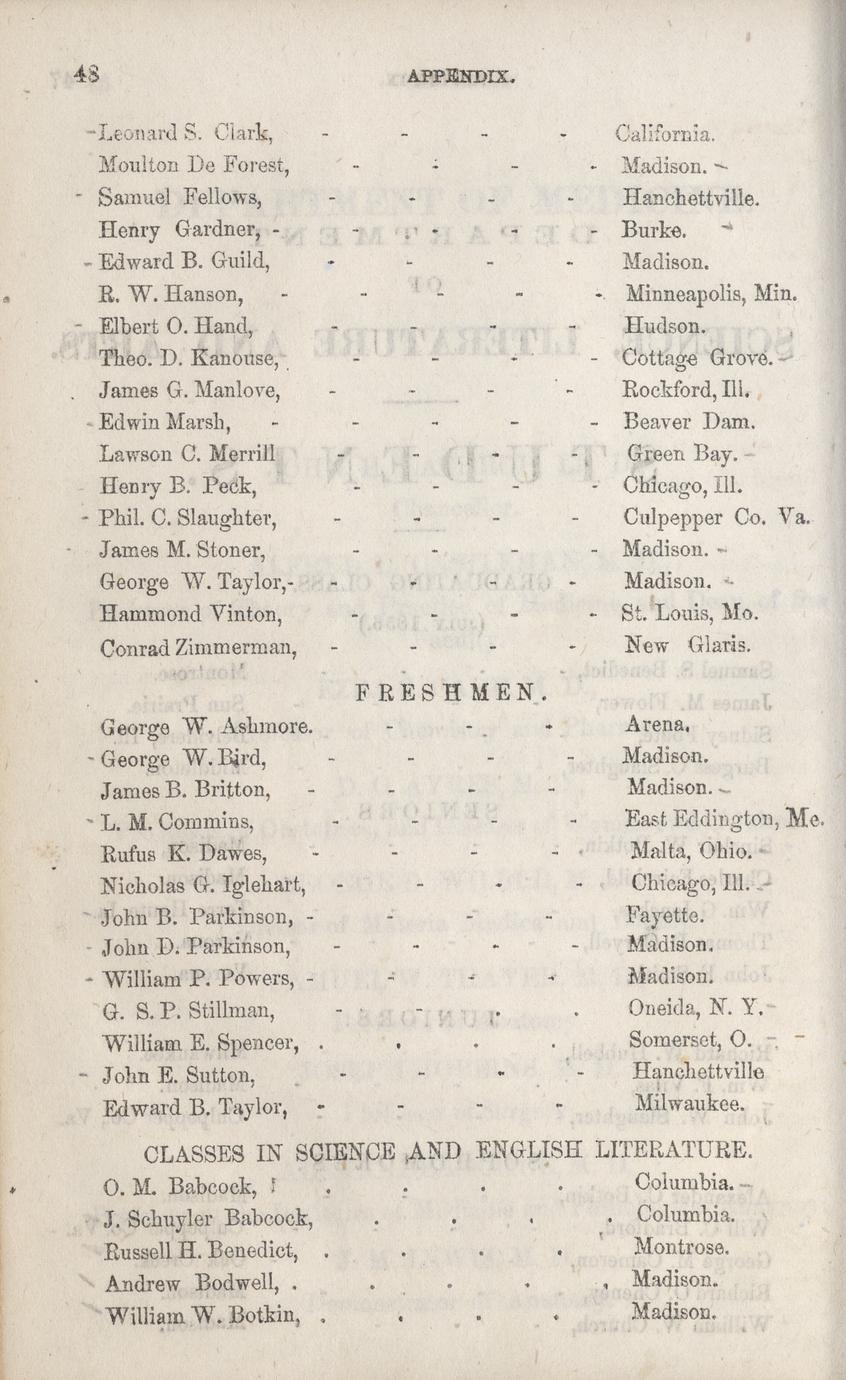 48 APPENDIX.
Leonard S. Clark, - - - - California.
Moulton De Forest, - - - - Madison.
Samuel Fellows, - - - - Hanchettville.
Henry Gardner, - - - - - Burke.
Edward B. Guild, - - - - Madison.
R. W. Hanson, - - - - - Minneapolis, Min.
Elbert O. Hand, - - - - Hudson.
Theo. D. Kanouse, - - - - Cottage Grove.
James G. Manlove, - - - - Rockford, Ill.
Edwin Marsh, - - - - - Beaver Dam.
Lawson C. Merrill - - - - Green Bay.
Henry B. Peck, - - - - Chicago, Ill.
Phil. C. Slaughter, - - - - Culpepper Co. Va.
James M. Stoner, - - - - Madison.
George W. Taylor,- - - - - Madison.
Hammond Vinton, - - - - St. Louis, Mo.
Conrad Zimmerman, - - - - New Glaris.
FRESHMEN.
George W. Ashmore. - - - Arena.
George W. Bird, - - - - Madison.
James B. Britton, - - - - Madison.
L. M. Commins, - - - - East Eddington, Me.
Rufus K. Dawes, - - - - Malta, Ohio.
Nicholas G. Iglehart, - - - - Chicago, Ill.
John B. Parkinson, - - - - Fayette.
John D. Parkinson, - - - - Madison.
William P. Powers, - - - - Madison.
G. S. P. Stillman, - - . . Oneida, N. Y.
William E. Spencer, . . . . Somerset, O.
John E. Sutton, - - - - Hanchettville
Edward B. Taylor, - - - - Milwaukee.
CLASSES IN SCIENCE AND ENGLISH LITERATURE.
O. M. Babcock, . . . . Columbia.
J. Schuyler Babcock, . . . . Columbia.
Russell H. Benedict, . . . . Montrose.
Andrew Bodwell, . . . . . Madison.
William W. Botkin, . . . . Madison.